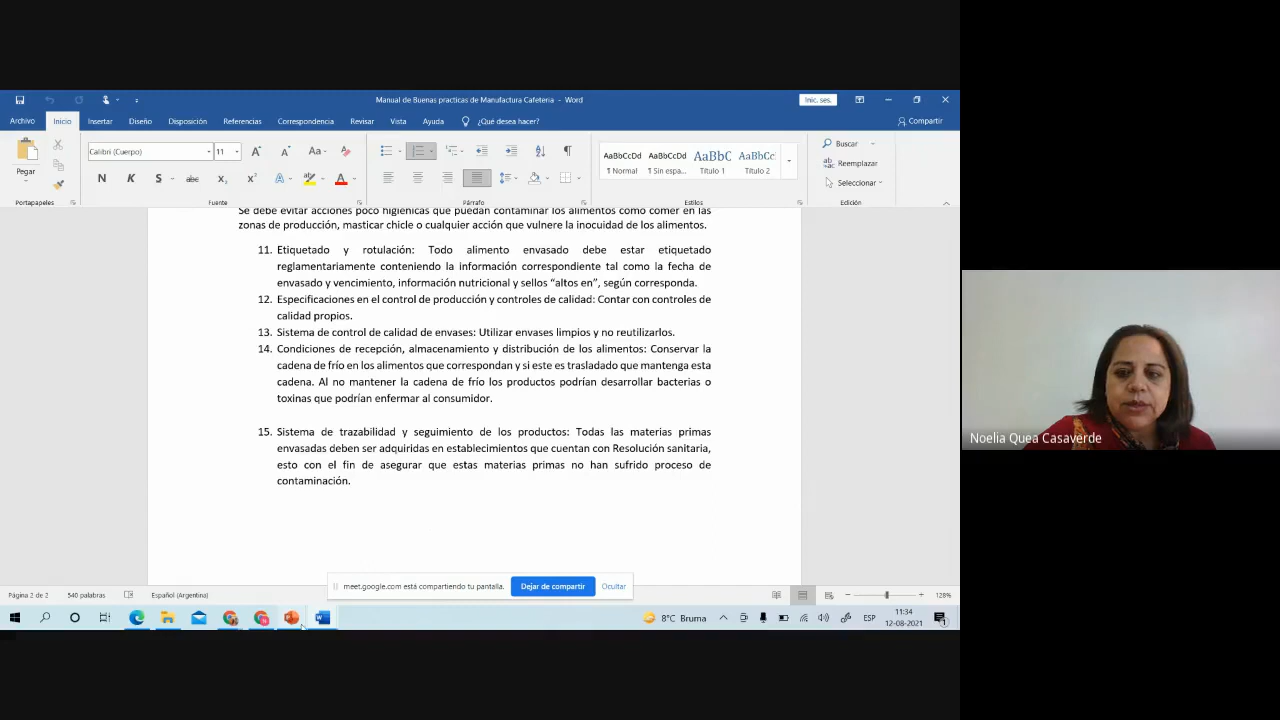 Manual de Buenas practicas de Manufactura Cafeteria - Word
Inic. ses.
Archivo Inicio Insertar Diseño Disposición Referencias Correspondencia Revisar Vista Ayuda ¿Qué desea hacer? Compartir
Pegar
Calibri (Cuerpo) 11
AaBbCcDd AaBbCcDd AaBbC AaBbCc
¶ Normal ¶ Sin espa... Título 1 Título 2
Buscar
Reemplazar
Seleccionar
Portapapeles Fuente Párrafo Estilos Edición
Se debe evitar acciones poco higiénicas que puedan contaminar los alimentos como comer en las
zonas de producción, masticar chicle o cualquier acción que vulnere la inocuidad de los alimentos.
11. Etiquetado y rotulación: Todo alimento envasado debe estar etiquetado
reglamentariamente conteniendo la información correspondiente tal como la fecha de
envasado y vencimiento, información nutricional y sellos “altos en”, según corresponda.
12. Especificaciones en el control de producción y controles de calidad: Contar con controles de
calidad propios.
13. Sistema de control de calidad de envases: Utilizar envases limpios y no reutilizarlos.
14. Condiciones de recepción, almacenamiento y distribución de los alimentos: Conservar la
cadena de frío en los alimentos que correspondan y si este es trasladado que mantenga esta
cadena. Al no mantener la cadena de frío los productos podrían desarrollar bacterias o
toxinas que podrían enfermar al consumidor.
15. Sistema de trazabilidad y seguimiento de los productos: Todas las materias primas
envasadas deben ser adquiridas en establecimientos que cuentan con Resolución sanitaria,
esto con el fin de asegurar que estas materias primas no han sufrido proceso de
contaminación.
meet.google.com está compartiendo tu pantalla. Dejar de compartir Ocultar
Página 2 de 2 540 palabras Español (Argentina) 128%
8°C Bruma ESP 11:34
12-08-2021
Noelia Quea Casaverde